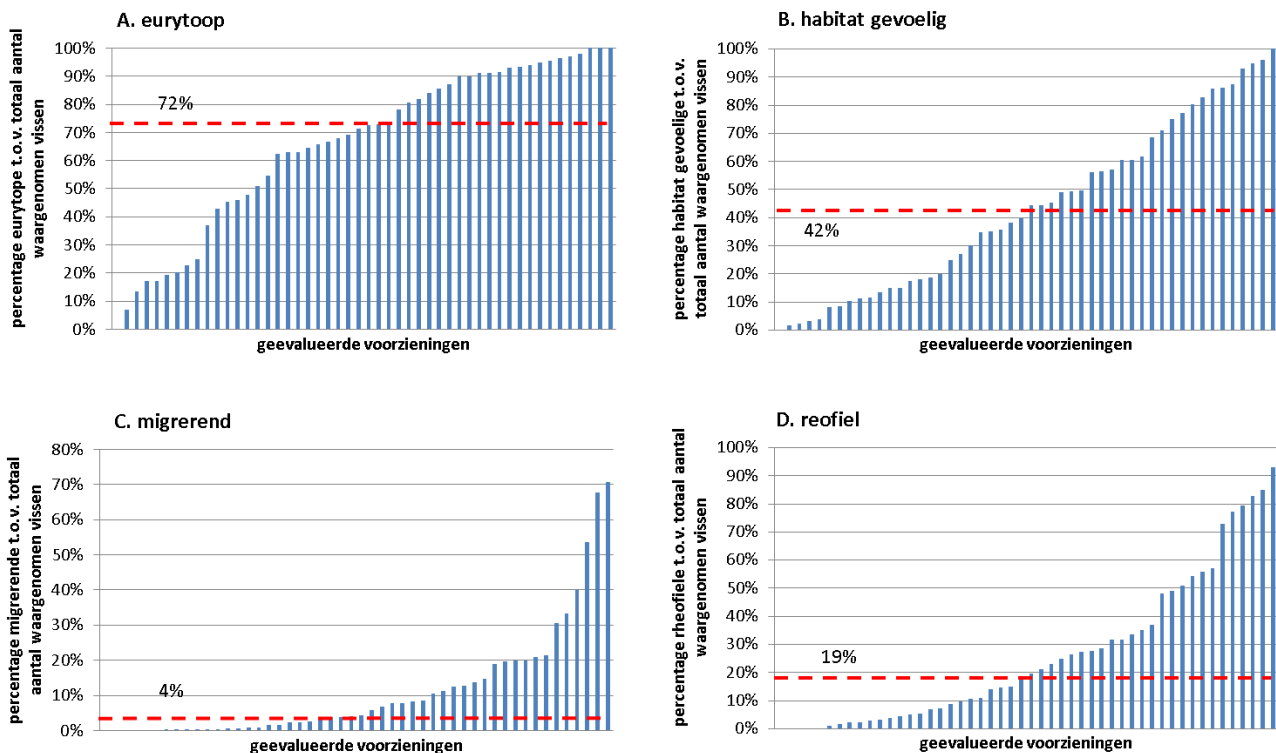 A. eurytoop
percentage eurytope t.o.v. totaal aantal
waargenomen vissen
100%
90%
80%
70%
60%
50%
40%
30%
20%
10%
0%
72%
geevalueerde voorzieningen
B. habitat gevoelig
percentage habitat gevoelige t.o.v.
totaal aantal waargenomen vissen
100%
90%
80%
70%
60%
50%
40%
30%
20%
10%
0%
42%
geevalueerde voorzieningen
C. migrerend
percentage migrerende t.o.v. totaal
aantal waargenomen vissen
80%
70%
60%
50%
40%
30%
20%
10%
0%
4%
geevalueerde voorzieningen
D. reofiel
percentage rheofiele t.o.v. totaal aantal
waargenomen vissen
100%
90%
80%
70%
60%
50%
40%
30%
20%
10%
0%
19%
geevalueerde voorzieningen